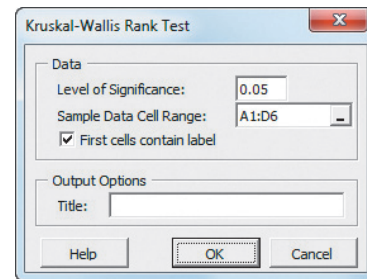 Kruskal-Wallis Rank Test
Data
Level of Significance: 0.05
Sample Data Cell Range: A1:D6
First cells contain label
Output Options
Title:
Help OK Cancel